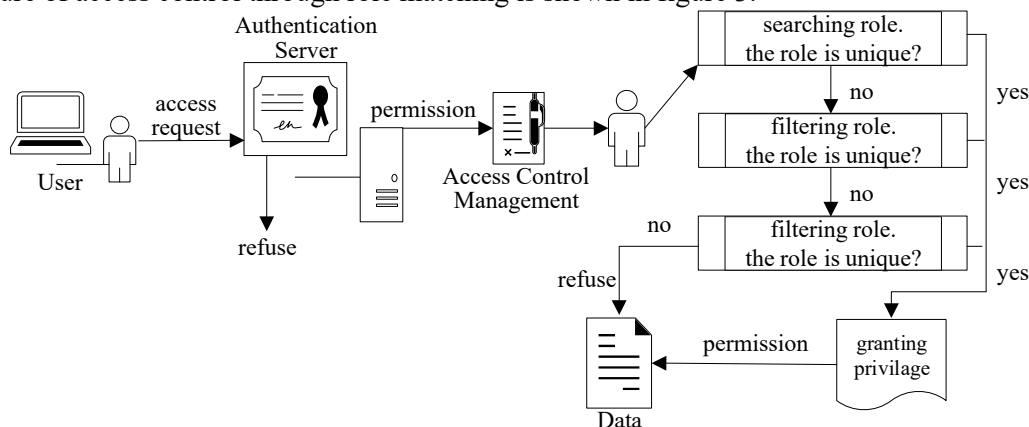 ure of access control through role matching is shown in figure 3.
Authentication
Server
access
request
User
refuse
permission
Access Control
Management
searching role.
the role is unique?
no
yes
filtering role.
the role is unique?
no
yes
filtering role.
the role is unique?
no
yes
refuse
granting
privilage
permission
Data